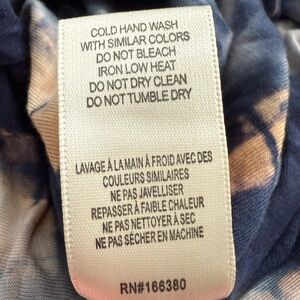 COLD HAND WASH
WITH SIMILAR COLORS
DO NOT BLEACH
IRON LOW HEAT
DO NOT DRY CLEAN
DO NOT TUMBLE DRY
LAVAGE À LA MAIN À FROID AVEC DES
COULEURS SIMILAIRES
NE PAS JAVELLISER
REPASSER À FAIBLE CHALEUR
NE PAS NETTOYER À SEC
NE PAS SÉCHER EN MACHINE
RN#166380